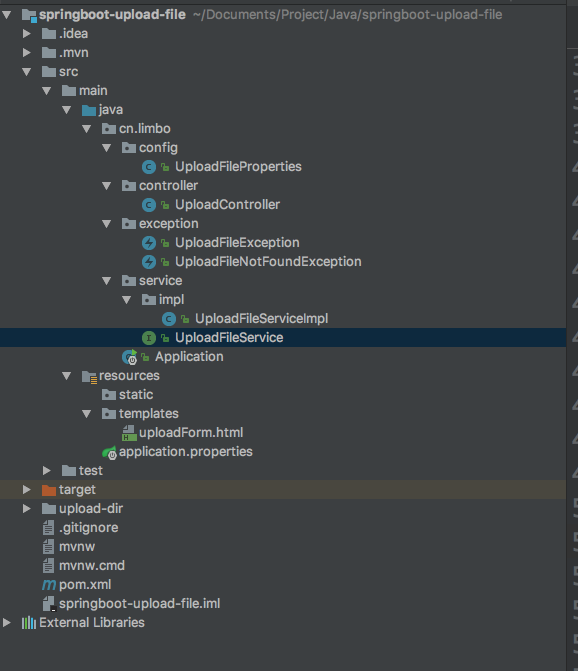 springboot-upload-file ~/Documents/Project/Java/springboot-upload-file
.idea
.mvn
src
main
java
cn.limbo
config
UploadFileProperties
controller
UploadController
exception
UploadFileException
UploadFileNotFoundException
service
impl
UploadFileServiceImpl
UploadFileService
Application
resources
static
templates
uploadForm.html
application.properties
test
target
upload-dir
.gitignore
mvnw
mvnw.cmd
pom.xml
springboot-upload-file.iml
External Libraries